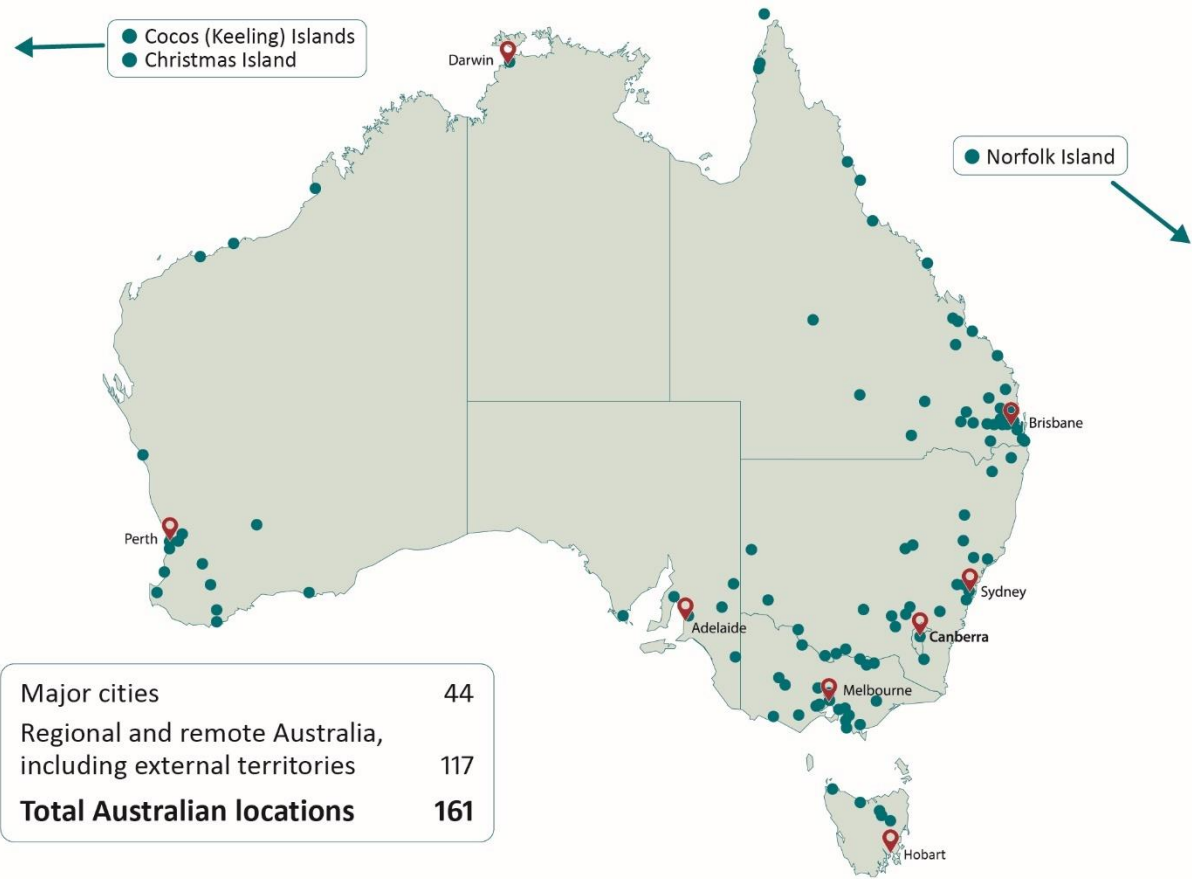 Cocos (Keeling) Islands
Christmas Island
Darwin
Norfolk Island
Brisbane
Perth
Sydney
Adelaide
Canberra
Melbourne
Major cities 44
Regional and remote Australia,
including external territories 117
Total Australian locations 161
Hobart